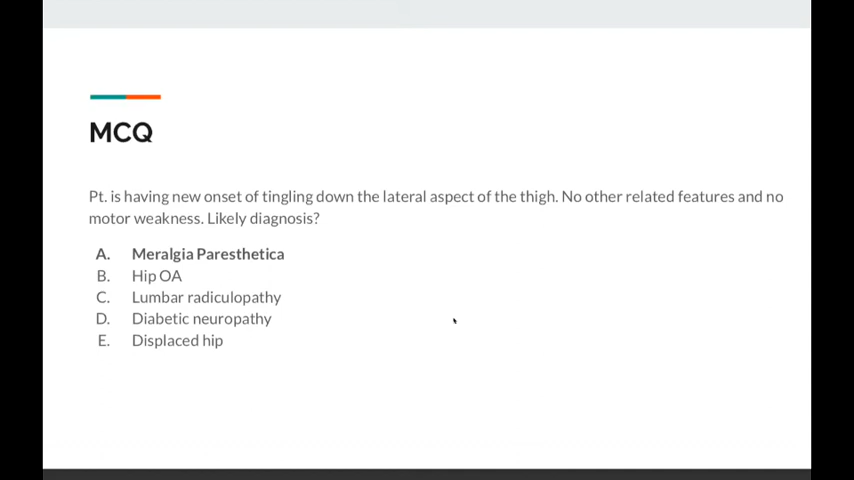 MCQ
Pt. is having new onset of tingling down the lateral aspect of the thigh. No other related features and no
motor weakness. Likely diagnosis?
A. Meralgia Paresthetica
B. Hip OA
C. Lumbar radiculopathy
D. Diabetic neuropathy
E. Displaced hip